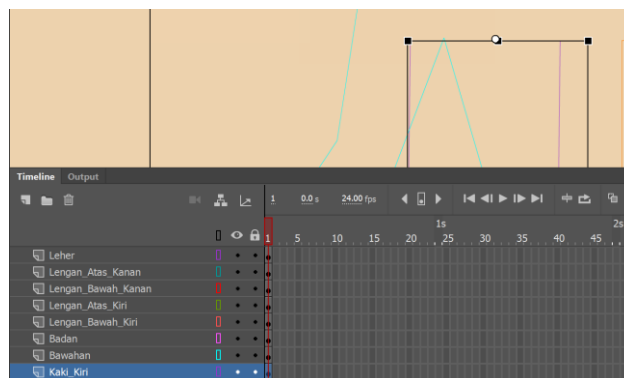 Timeline Output
1 0.0 s 24.00 fps
1s 2s
1 5 10 15 20 25 30 35 40 45
Leher
Lengan_Atas_Kanan
Lengan_Bawah_Kanan
Lengan_Atas_Kiri
Lengan_Bawah_Kiri
Badan
Bawahan
Kaki_Kiri